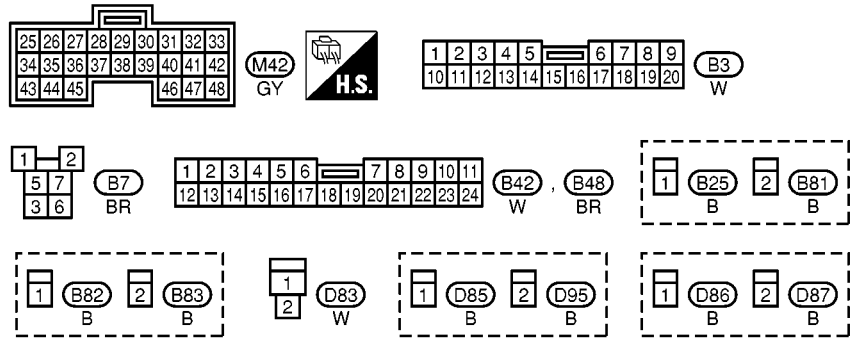 25 26 27 28 29 30 31 32 33
34 35 36 37 38 39 40 41 42
43 44 45 46 47 48
M42
GY
H.S.
1 2 3 4 5 6 7 8 9
10 11 12 13 14 15 16 17 18 19 20
B3
W
1 2
5 7
3 6
B7
BR
1 2 3 4 5 6 7 8 9 10 11
12 13 14 15 16 17 18 19 20 21 22 23 24
B42 , B48
W BR
1 B25 2 B81
B B
1 B82 2 B83
B B
1
2
D83
W
1 D85 2 D95
B B
1 D86 2 D87
B B